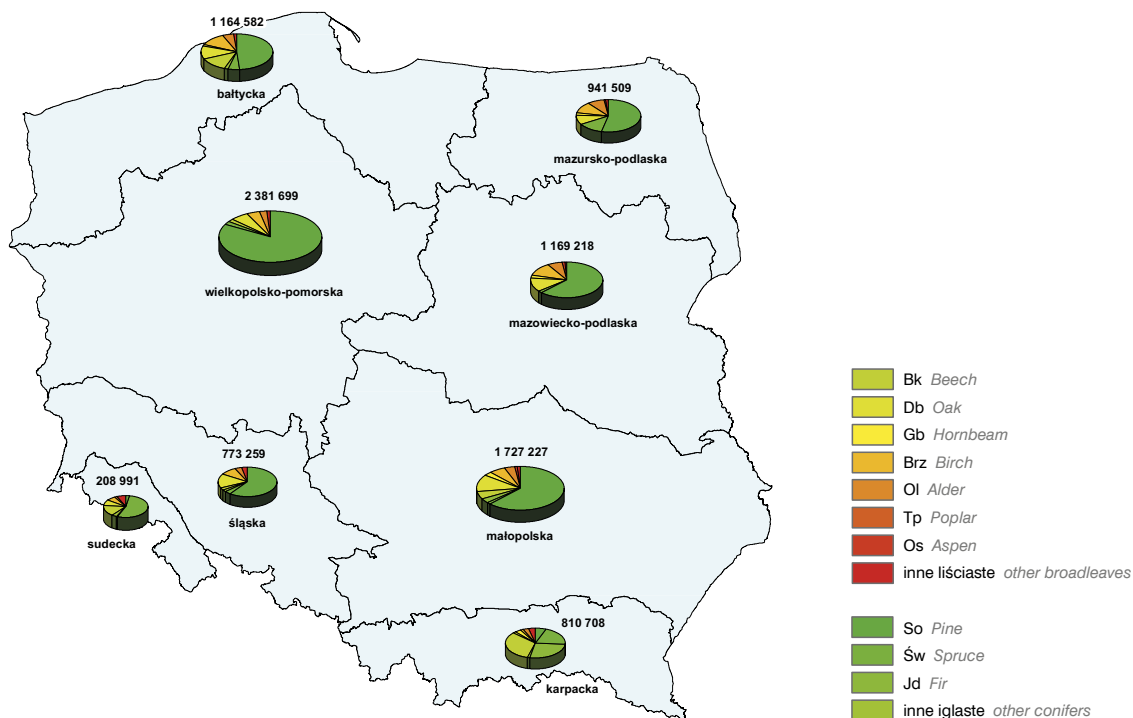 1 164 582
bałtycka
941 509
mazursko-podlaska
2 381 699
wielkopolsko-pomorska
1 169 218
mazowiecko-podlaska
773 259
śląska
208 991
sudecka
1 727 227
małopolska
810 708
karpacka
Bk Beech
Db Oak
Gb Hornbeam
Brz Birch
Ol Alder
Tp Poplar
Os Aspen
inne liściaste other broadleaves
So Pine
Św Spruce
Jd Fir
inne iglaste other conifers